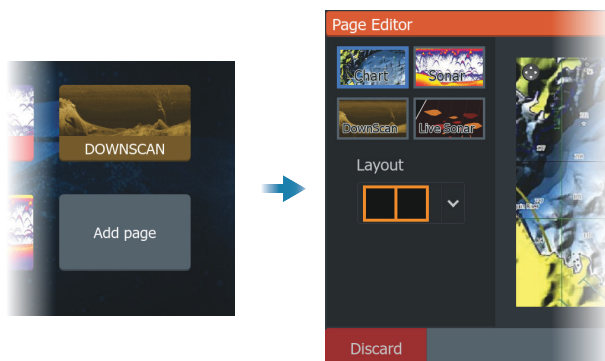 DOWNSCAN
Add page
Page Editor
Chart
Sonar
DownScan
Live Sonar
Layout
Discard